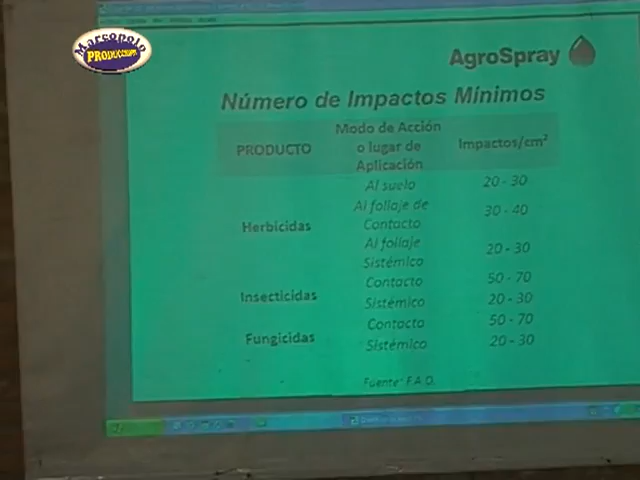 Marcopolo
PRODUCCIONES
AgroSpray
Número de Impactos Mínimos
PRODUCTO Modo de Acción o lugar de Aplicación Impactos/cm²
Herbicidas
Al suelo 20 - 30
Al foliaje de Contacto 30 - 40
Al foliaje Sistémico 20 - 30
Insecticidas
Contacto 50 - 70
Sistémico 20 - 30
Fungicidas
Contacto 50 - 70
Sistémico 20 - 30
Fuente: F.A.O.